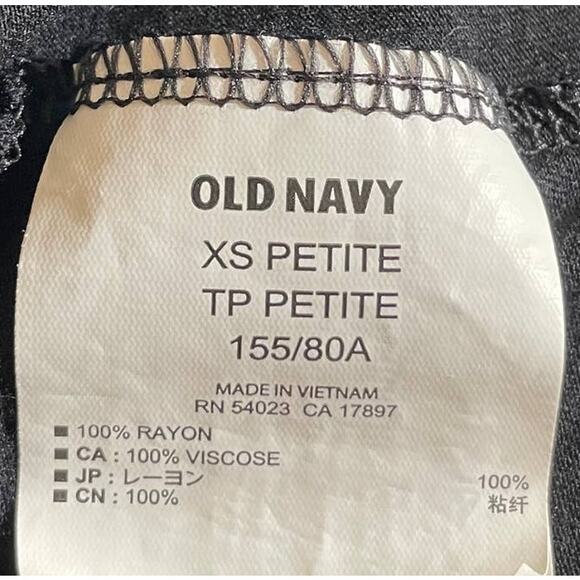 OLD NAVY
XS PETITE
TP PETITE
155/80A
MADE IN VIETNAM
RN 54023 CA 17897
■ 100% RAYON
■ CA : 100% VISCOSE
■ JP : レーヨン 100%
■ CN : 100% 粘纤